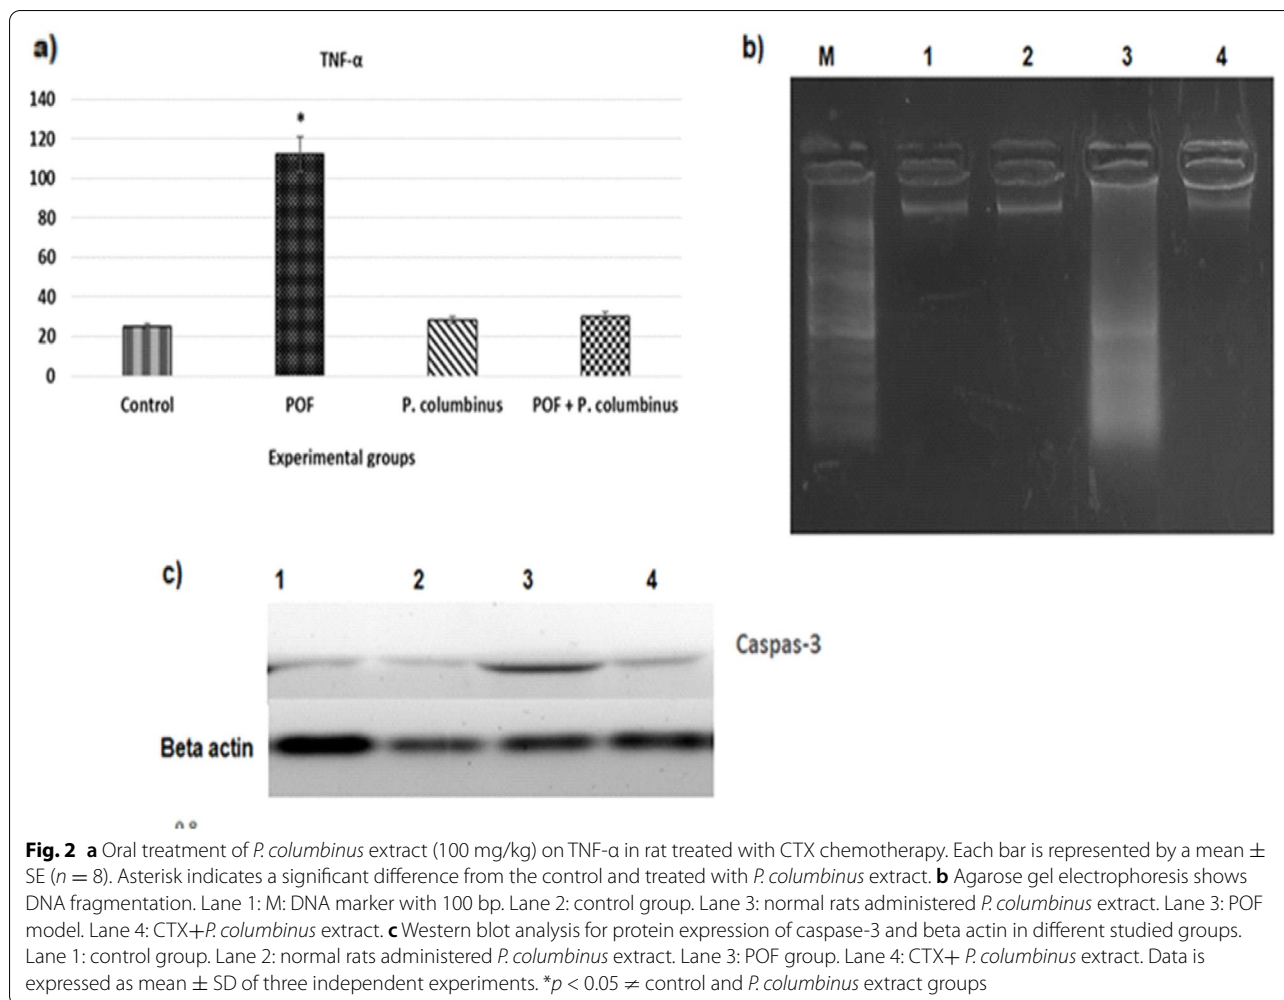 a)
TNF-α
140
120
100
80
60
40
20
0
*
Control POF P. columbinus POF + P. columbinus
Experimental groups
b)
M 1 2 3 4
c)
1 2 3 4
Caspas-3
Beta actin
Fig. 2 a Oral treatment of P. columbinus extract (100 mg/kg) on TNF-α in rat treated with CTX chemotherapy. Each bar is represented by a mean ±
SE (n = 8). Asterisk indicates a significant difference from the control and treated with P. columbinus extract. b Agarose gel electrophoresis shows
DNA fragmentation. Lane 1: M: DNA marker with 100 bp. Lane 2: control group. Lane 3: normal rats administered P. columbinus extract. Lane 3: POF
model. Lane 4: CTX+P. columbinus extract. c Western blot analysis for protein expression of caspase-3 and beta actin in different studied groups.
Lane 1: control group. Lane 2: normal rats administered P. columbinus extract. Lane 3: POF group. Lane 4: CTX+ P. columbinus extract. Data is
expressed as mean ± SD of three independent experiments. *p < 0.05 ≠ control and P. columbinus extract groups